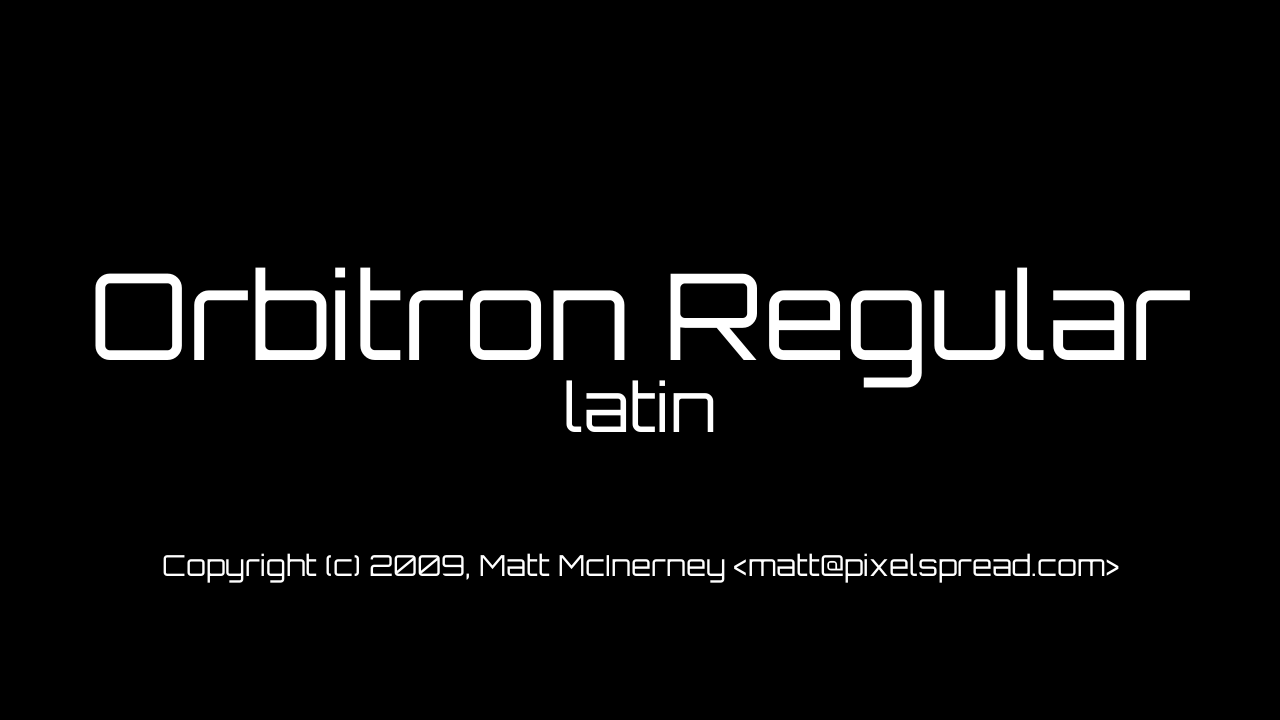 Orbitron Regular
latin
Copyright (c) 2009, Matt McInerney <matt@pixelspread.com>